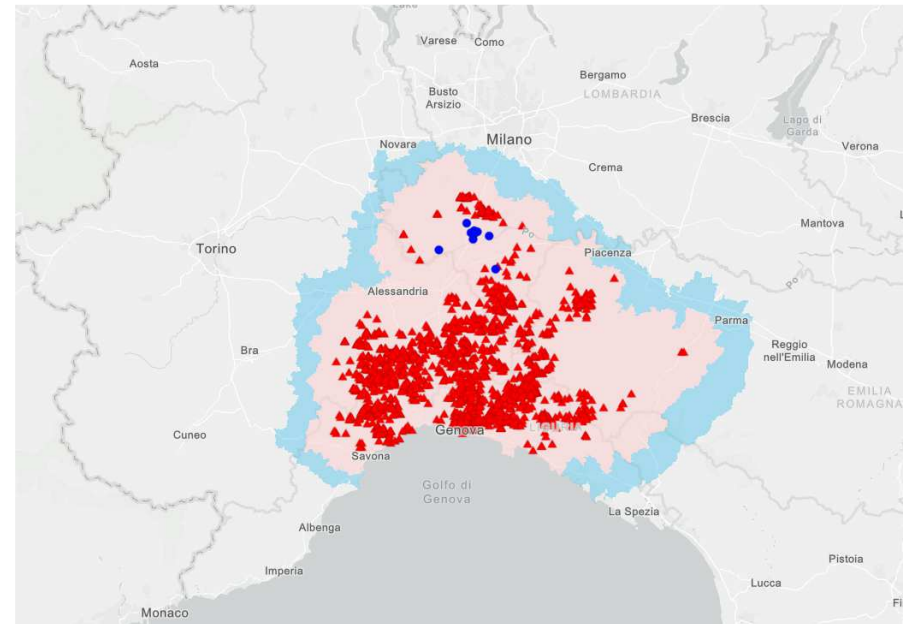 Varese
Como
Aosta
Bergamo
LOMBARDIA
Busto
Arsizio
Brescia
Lago di
Garda
Milano
Novara
Verona
Crema
Mantova
Torino
Po
Piacenza
Po
Alessandria
Parma
Bra
Reggio
nell'Emilia
Modena
EMILIA
ROMAGNA
Cuneo
Genova
Savona
Golfo di
Genova
La Spezia
Albenga
Pistoia
Imperia
Lucca
Monaco